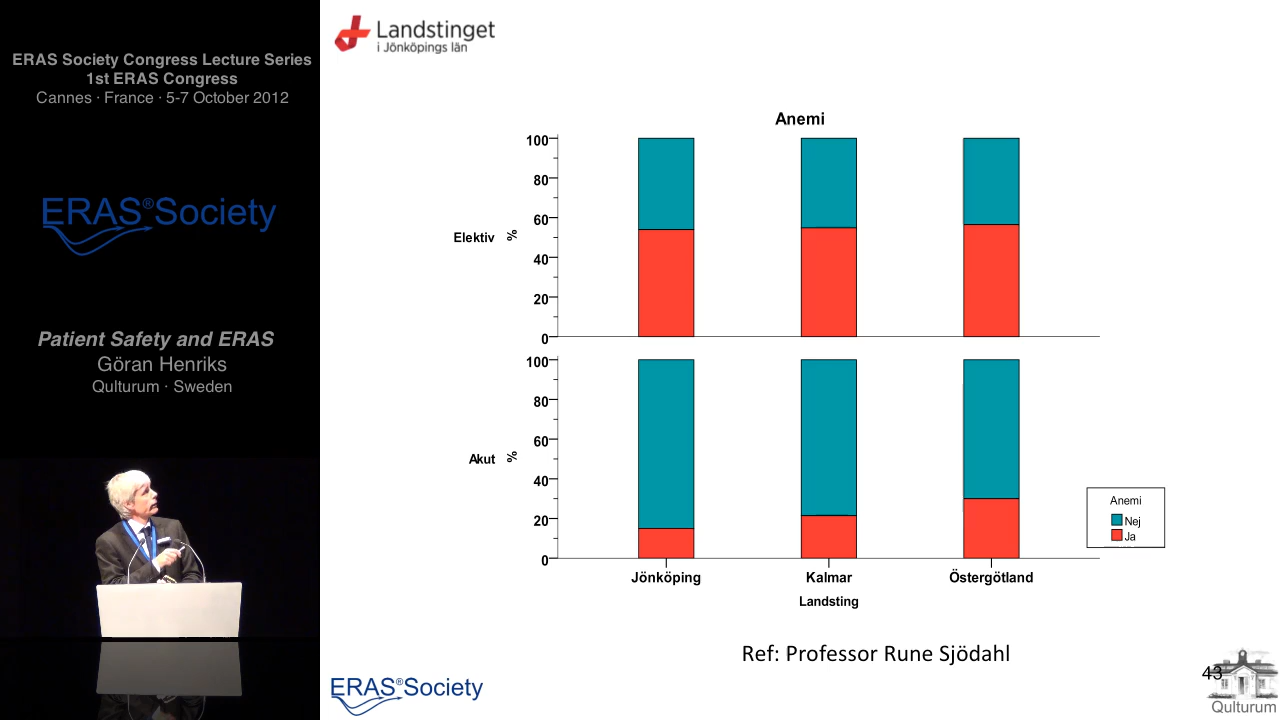 ERAS Society Congress Lecture Series
1st ERAS Congress
Cannes · France · 5-7 October 2012
ERAS®Society
Patient Safety and ERAS
Göran Henriks
Qulturum · Sweden
Landstinget
i Jönköpings län
Anemi
100
80
60
Elektiv %
40
20
0
100
80
60
Akut %
40
20
0
Anemi
Nej
Ja
Jönköping Kalmar Östergötland
Landsting
Ref: Professor Rune Sjödahl
43
ERAS®Society
Qulturum